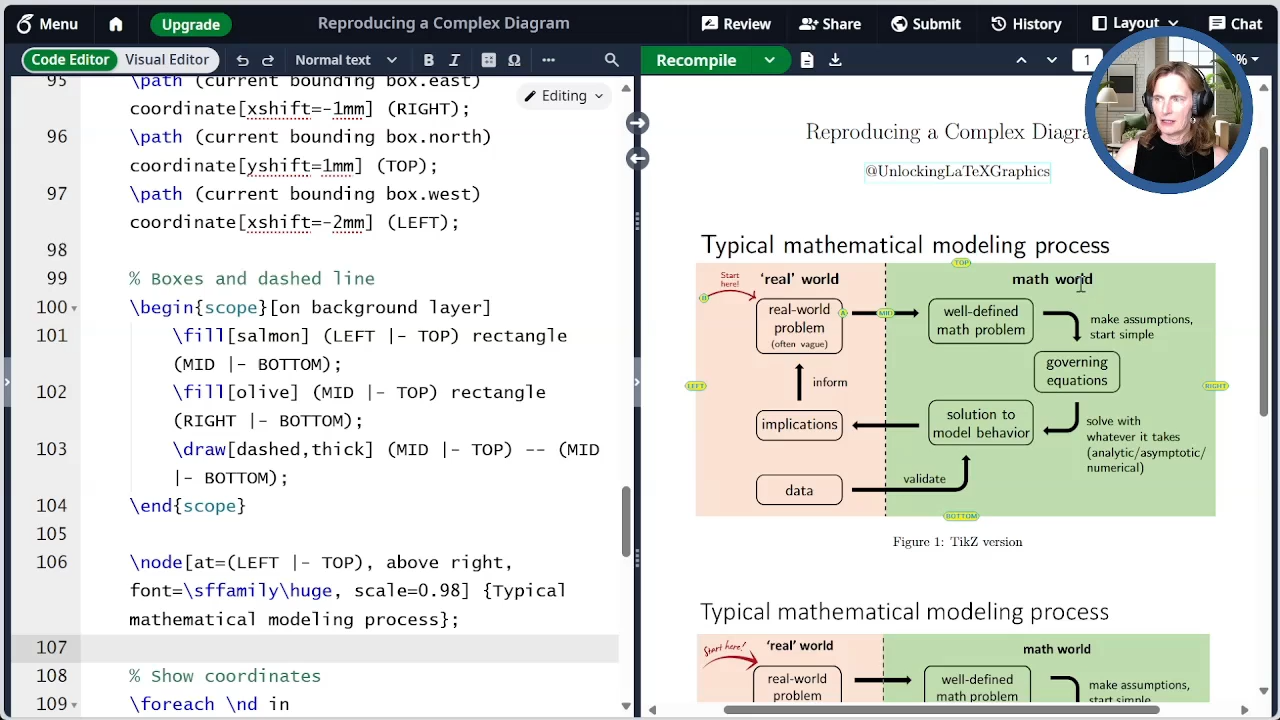 Menu
Upgrade
Reproducing a Complex Diagram
Review
Share
Submit
History
Layout
Chat
Code Editor
Visual Editor
Normal text
B
I
Ω
Recompile
1
%
Editing
95
\path (current bounding box.east)
coordinate[xshift=-1mm] (RIGHT);
96
\path (current bounding box.north)
coordinate[yshift=1mm] (TOP);
97
\path (current bounding box.west)
coordinate[xshift=-2mm] (LEFT);
98
99
% Boxes and dashed line
100
\begin{scope}[on background layer]
101
\fill[salmon] (LEFT |- TOP) rectangle
(MID |- BOTTOM);
102
\fill[olive] (MID |- TOP) rectangle
(RIGHT |- BOTTOM);
103
\draw[dashed,thick] (MID |- TOP) -- (MID
|- BOTTOM);
104
\end{scope}
105
106
\node[at=(LEFT |- TOP), above right,
font=\sffamily\huge, scale=0.98] {Typical
mathematical modeling process};
107
108
% Show coordinates
109
\foreach \nd in
Reproducing a Complex Diagra
@UnlockingLaTeXGraphics
Typical mathematical modeling process
TOP
Start
here!
'real' world
math world
B
real-world
problem
(often vague)
A
MID
well-defined
math problem
make assumptions,
start simple
governing
equations
LEFT
RIGHT
inform
implications
solution to
model behavior
solve with
whatever it takes
(analytic/asymptotic/
numerical)
validate
data
BOTTOM
Figure 1: TikZ version
Typical mathematical modeling process
Start here!
'real' world
math world
real-world
problem
well-defined
math problem
make assumptions,
start simple